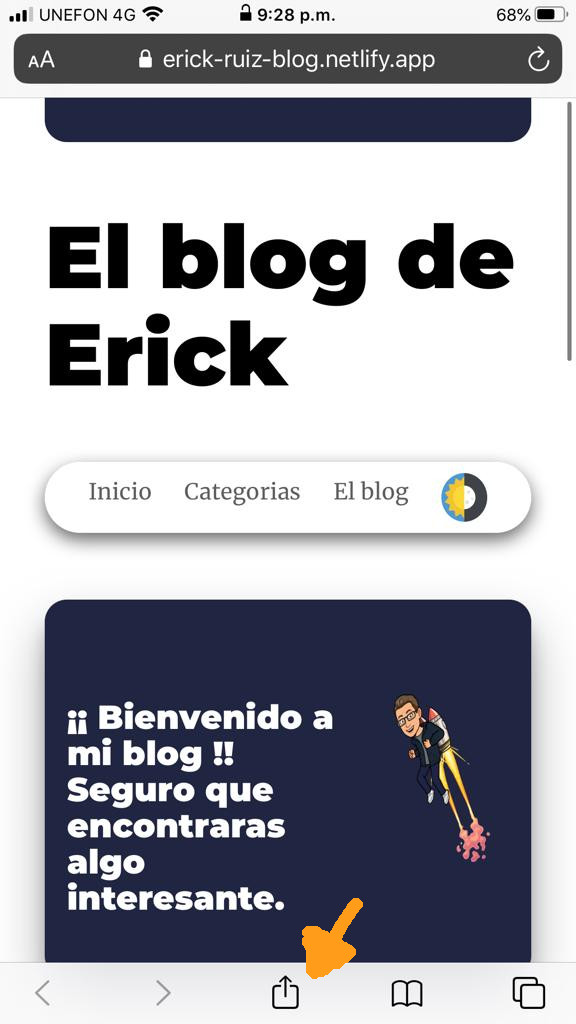 UNEFON 4G 9:28 p.m. 68%
AA erick-ruiz-blog.netlify.app
El blog de
Erick
Inicio Categorias El blog
¡¡ Bienvenido a
mi blog !!
Seguro que
encontraras
algo
interesante.